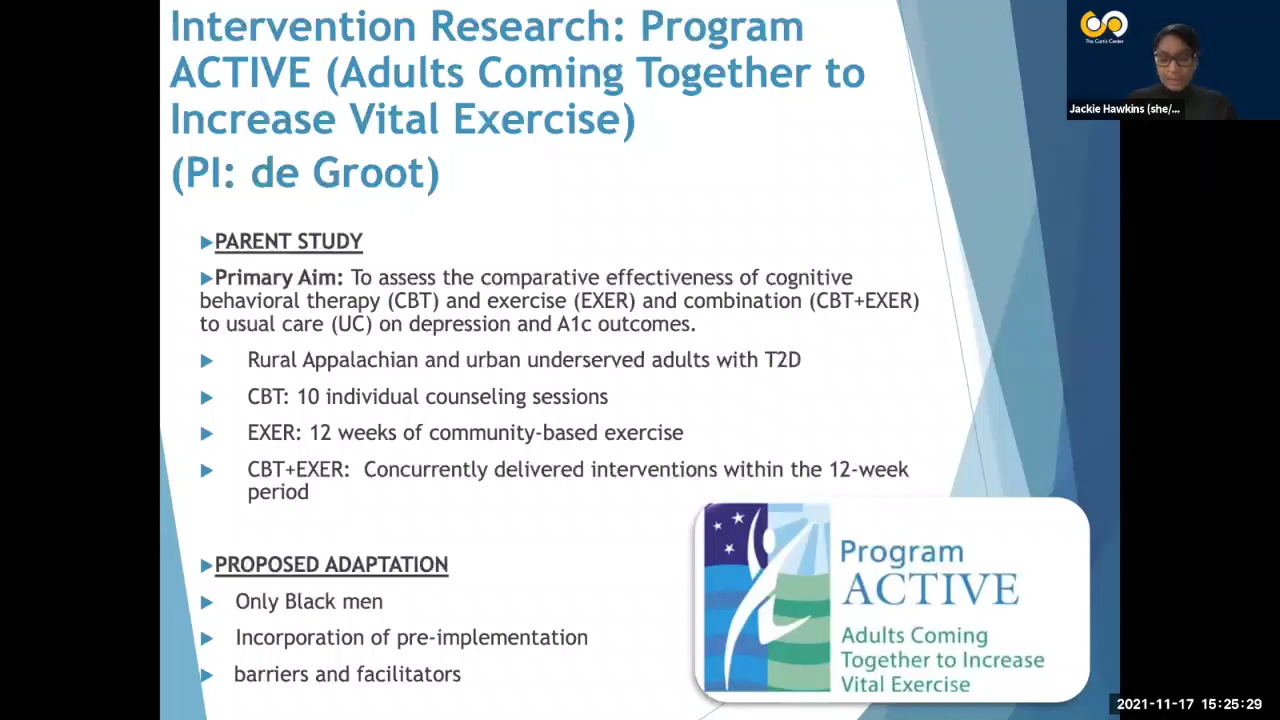 Intervention Research: Program
ACTIVE (Adults Coming Together to
Increase Vital Exercise)
(PI: de Groot)
PARENT STUDY
Primary Aim: To assess the comparative effectiveness of cognitive
behavioral therapy (CBT) and exercise (EXER) and combination (CBT+EXER)
to usual care (UC) on depression and A1c outcomes.
Rural Appalachian and urban underserved adults with T2D
CBT: 10 individual counseling sessions
EXER: 12 weeks of community-based exercise
CBT+EXER: Concurrently delivered interventions within the 12-week
period
PROPOSED ADAPTATION
Only Black men
Incorporation of pre-implementation
barriers and facilitators
Program
ACTIVE
Adults Coming
Together to Increase
Vital Exercise
The Curtis Center
Jackie Hawkins (she/...
2021-11-17 15:25:29